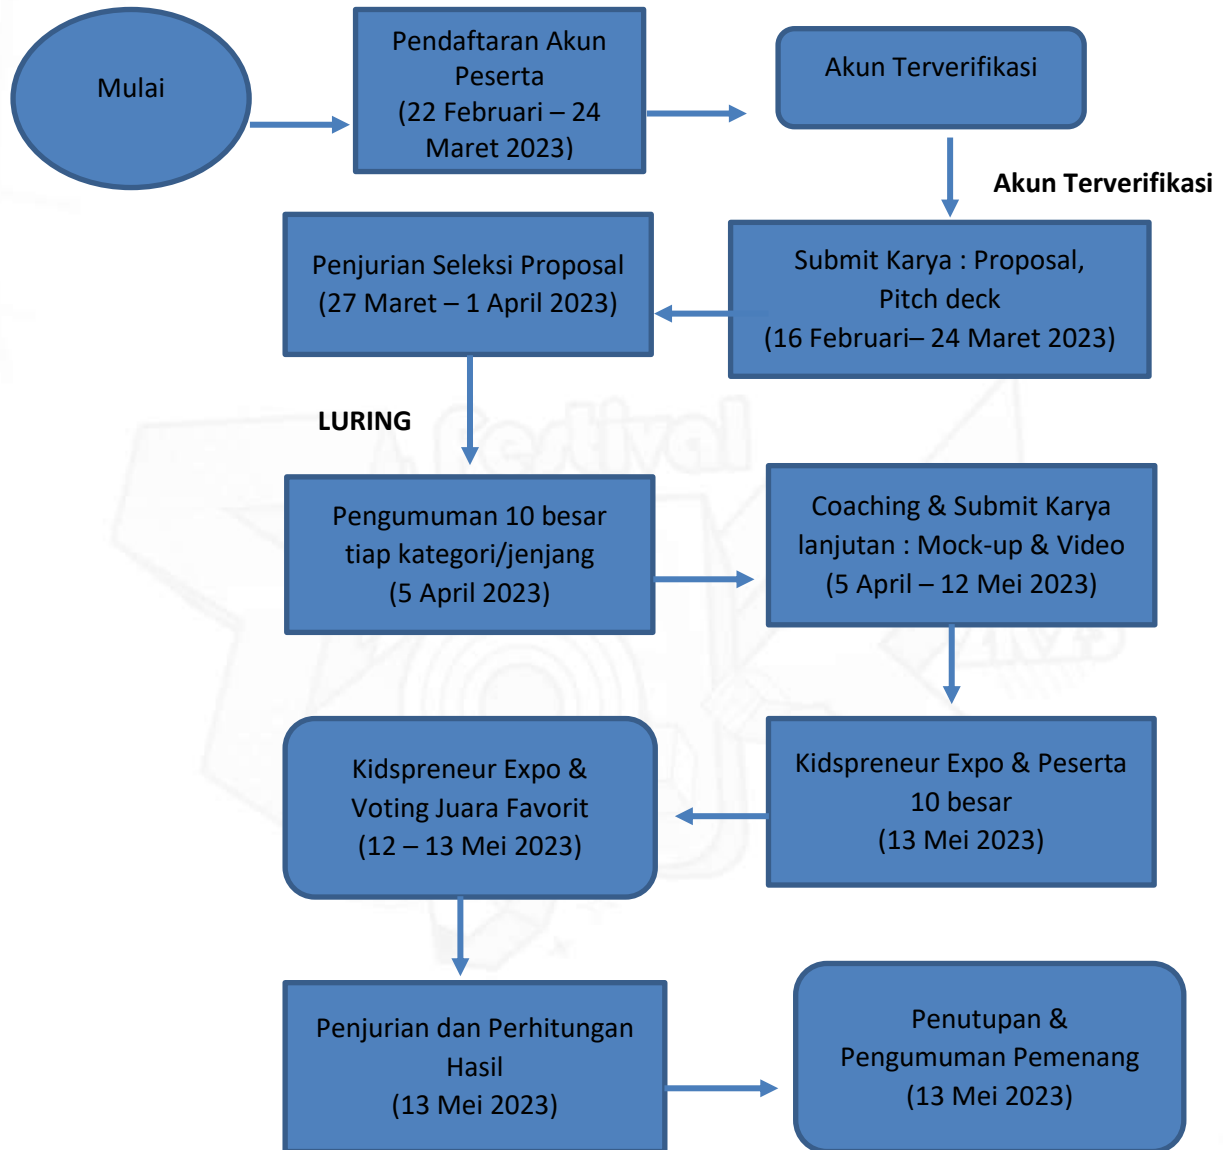 Mulai
Pendaftaran Akun
Peserta
(22 Februari – 24
Maret 2023)
Akun Terverifikasi
Akun Terverifikasi
Submit Karya : Proposal,
Pitch deck
(16 Februari– 24 Maret 2023)
Penjurian Seleksi Proposal
(27 Maret – 1 April 2023)
LURING
Pengumuman 10 besar
tiap kategori/jenjang
(5 April 2023)
Coaching & Submit Karya
lanjutan : Mock-up & Video
(5 April – 12 Mei 2023)
Kidspreneur Expo & Peserta
10 besar
(13 Mei 2023)
Kidspreneur Expo &
Voting Juara Favorit
(12 – 13 Mei 2023)
Penjurian dan Perhitungan
Hasil
(13 Mei 2023)
Penutupan &
Pengumuman Pemenang
(13 Mei 2023)
festival